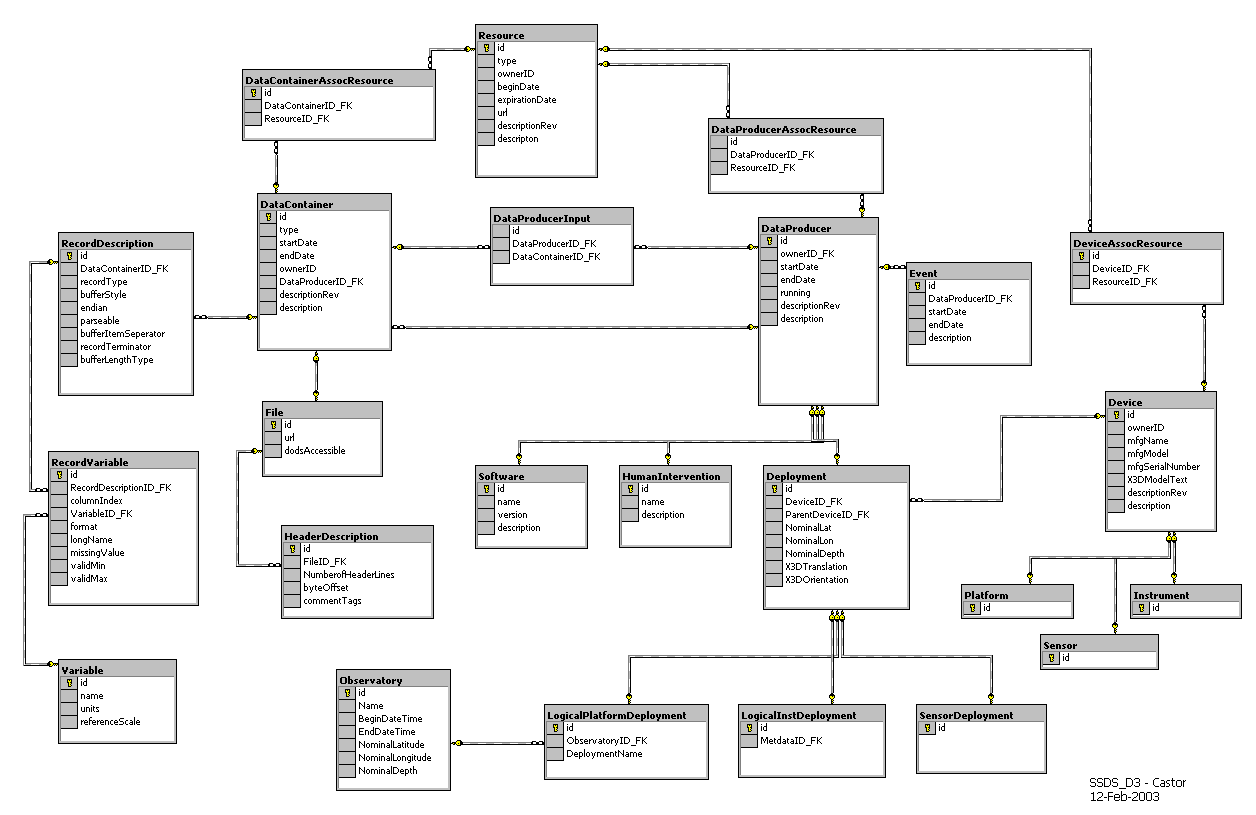 Resource
id
type
ownerID
beginDate
expirationDate
url
descriptionRev
descripton
DataContainerAssocResource
id
DataContainerID_FK
ResourceID_FK
DataProducerAssocResource
id
DataProducerID_FK
ResourceID_FK
DataContainer
id
type
startDate
endDate
ownerID
DataProducerID_FK
descriptionRev
description
DataProducerInput
id
DataProducerID_FK
DataContainerID_FK
DataProducer
id
ownerID_FK
startDate
endDate
running
descriptionRev
description
RecordDescription
id
DataContainerID_FK
recordType
bufferStyle
endian
parseable
bufferItemSeperator
recordTerminator
bufferLengthType
DeviceAssocResource
id
DeviceID_FK
ResourceID_FK
Event
id
DataProducerID_FK
startDate
endDate
description
File
id
url
dodsAccessible
Device
id
ownerID
mfgName
mfgModel
mfgSerialNumber
X3DModelText
descriptionRev
description
RecordVariable
id
RecordDescriptionID_FK
columnIndex
VariableID_FK
format
longName
missingValue
validMin
validMax
Software
id
name
version
description
HumanIntervention
id
name
description
Deployment
id
DeviceID_FK
ParentDeviceID_FK
NominalLat
NominalLon
NominalDepth
X3DTranslation
X3DOrientation
HeaderDescription
id
FileID_FK
NumberofHeaderLines
byteOffset
commentTags
Platform
id
Instrument
id
Sensor
id
Variable
id
name
units
referenceScale
Observatory
id
Name
BeginDateTime
EndDateTime
NominalLatitude
NominalLongitude
NominalDepth
LogicalPlatformDeployment
id
ObservatoryID_FK
DeploymentName
LogicalInstDeployment
id
MetdataID_FK
SensorDeployment
id
SSDS_D3 - Castor
12-Feb-2003